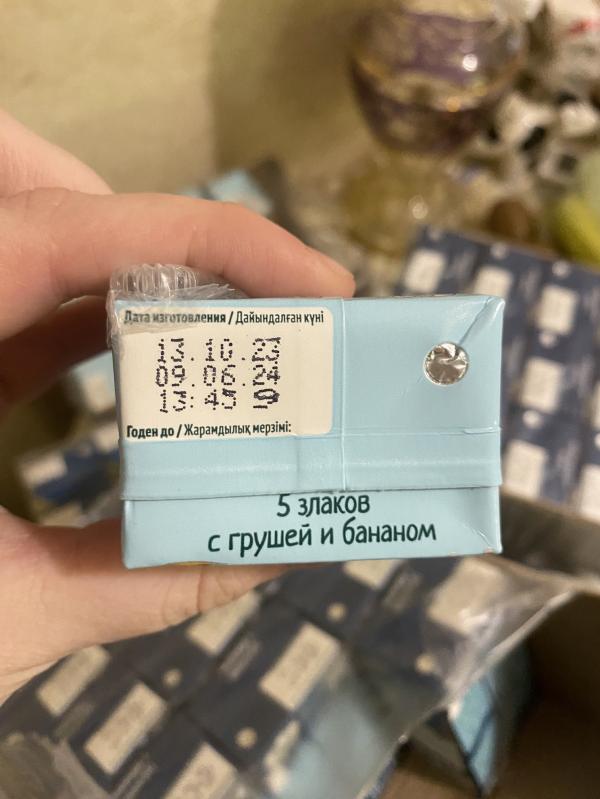 Дата изготовления / Дайындалған күні
13.10.23
09.06.24
13:45 9
Годен до / Жарамдылық мерзімі:
5 злаков
с грушей и бананом